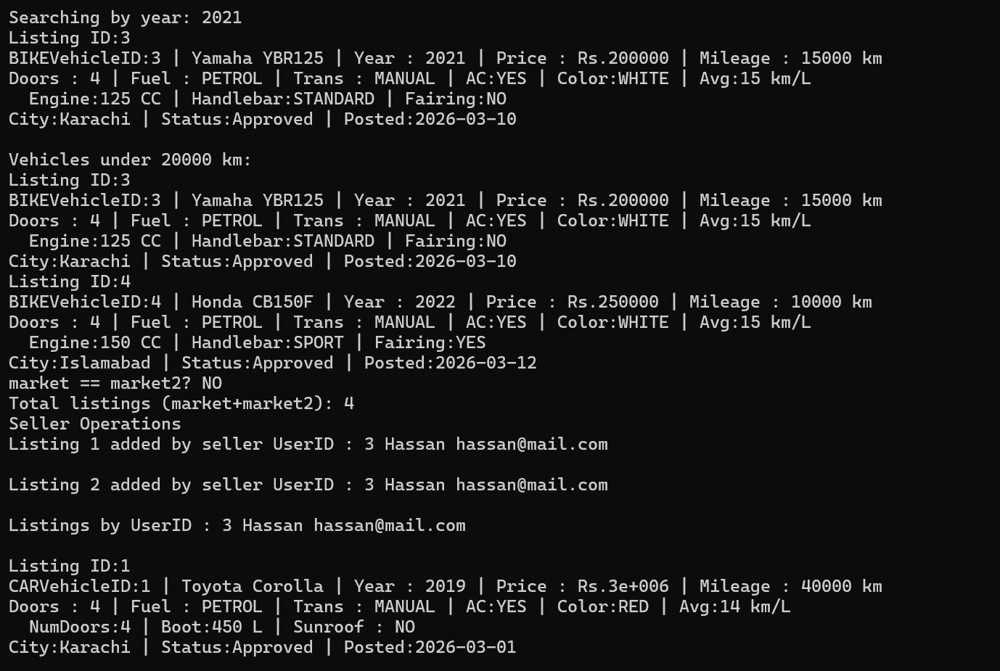 Searching by year: 2021
Listing ID:3
BIKEVehicleID:3 | Yamaha YBR125 | Year : 2021 | Price : Rs.200000 | Mileage : 15000 km
Doors : 4 | Fuel : PETROL | Trans : MANUAL | AC:YES | Color:WHITE | Avg:15 km/L
  Engine:125 CC | Handlebar:STANDARD | Fairing:NO
City:Karachi | Status:Approved | Posted:2026-03-10

Vehicles under 20000 km:
Listing ID:3
BIKEVehicleID:3 | Yamaha YBR125 | Year : 2021 | Price : Rs.200000 | Mileage : 15000 km
Doors : 4 | Fuel : PETROL | Trans : MANUAL | AC:YES | Color:WHITE | Avg:15 km/L
  Engine:125 CC | Handlebar:STANDARD | Fairing:NO
City:Karachi | Status:Approved | Posted:2026-03-10
Listing ID:4
BIKEVehicleID:4 | Honda CB150F | Year : 2022 | Price : Rs.250000 | Mileage : 10000 km
Doors : 4 | Fuel : PETROL | Trans : MANUAL | AC:YES | Color:WHITE | Avg:15 km/L
  Engine:150 CC | Handlebar:SPORT | Fairing:YES
City:Islamabad | Status:Approved | Posted:2026-03-12
market == market2? NO
Total listings (market+market2): 4
Seller Operations
Listing 1 added by seller UserID : 3 Hassan hassan@mail.com

Listing 2 added by seller UserID : 3 Hassan hassan@mail.com

Listings by UserID : 3 Hassan hassan@mail.com

Listing ID:1
CARVehicleID:1 | Toyota Corolla | Year : 2019 | Price : Rs.3e+006 | Mileage : 40000 km
Doors : 4 | Fuel : PETROL | Trans : MANUAL | AC:YES | Color:RED | Avg:14 km/L
  NumDoors:4 | Boot:450 L | Sunroof : NO
City:Karachi | Status:Approved | Posted:2026-03-01